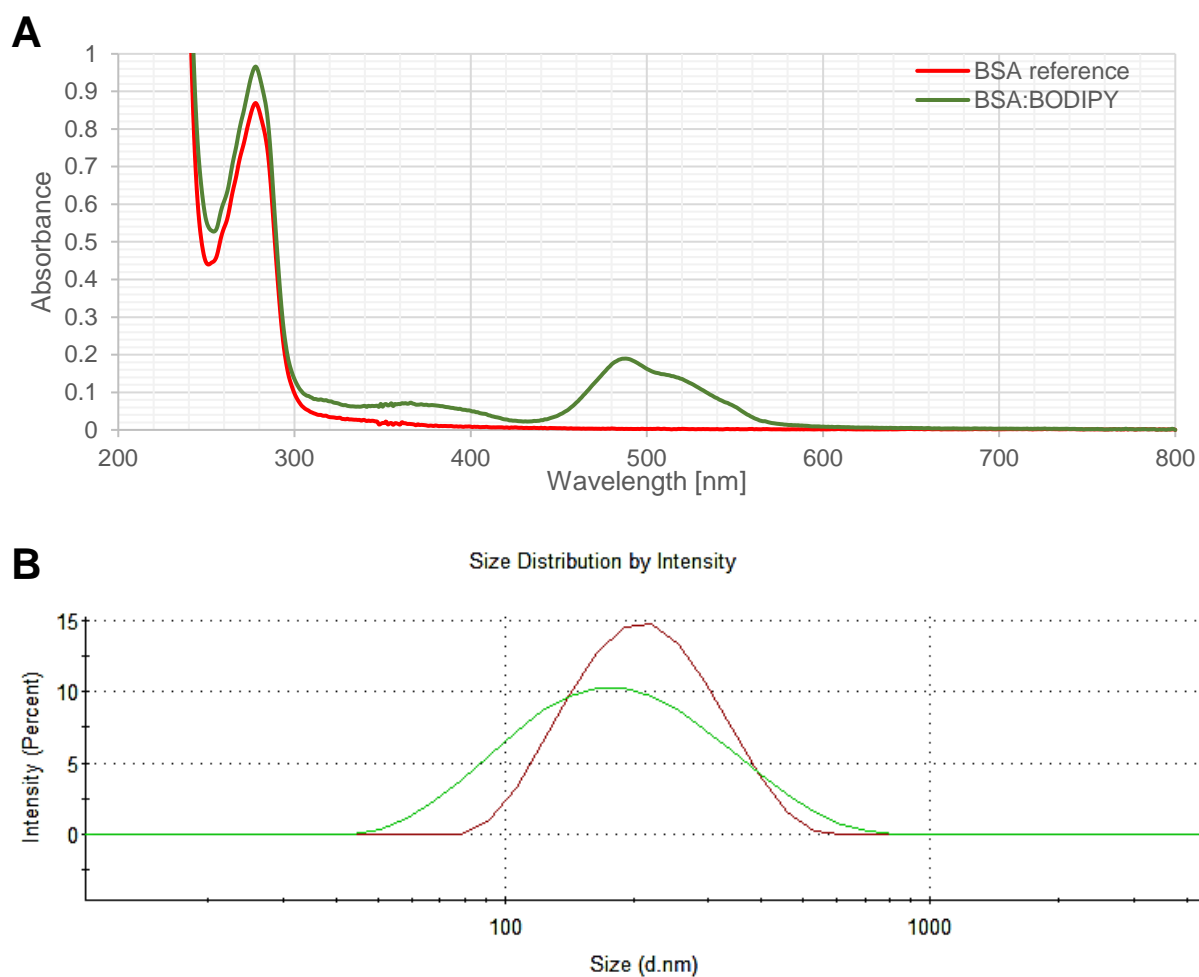 A
1
0.9
0.8
0.7
0.6
0.5
0.4
0.3
0.2
0.1
0
Absorbance
BSA reference
BSA:BODIPY
200 300 400 500 600 700 800
Wavelength [nm]
B
Size Distribution by Intensity
15
10
5
0
Intensity (Percent)
100 1000
Size (d.nm)